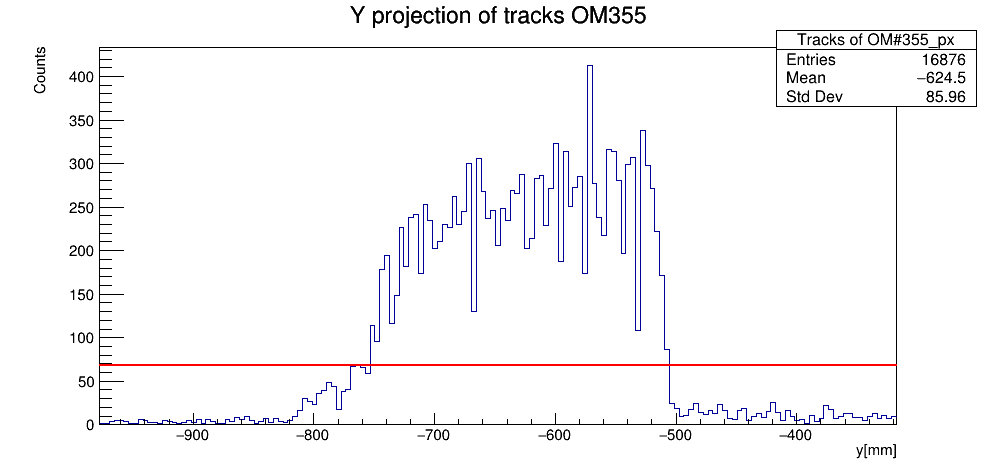 Y projection of tracks OM355
Tracks of OM#355_px
Entries 16876
Mean −624.5
Std Dev 85.96
Counts
400
350
300
250
200
150
100
50
0
−900 −800 −700 −600 −500 −400
y[mm]